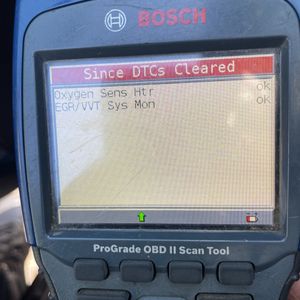 BOSCH
Since DTCs Cleared
Oxygen Sens Htr ok
EGR/VVT Sys Mon ok
ProGrade OBD II Scan Tool